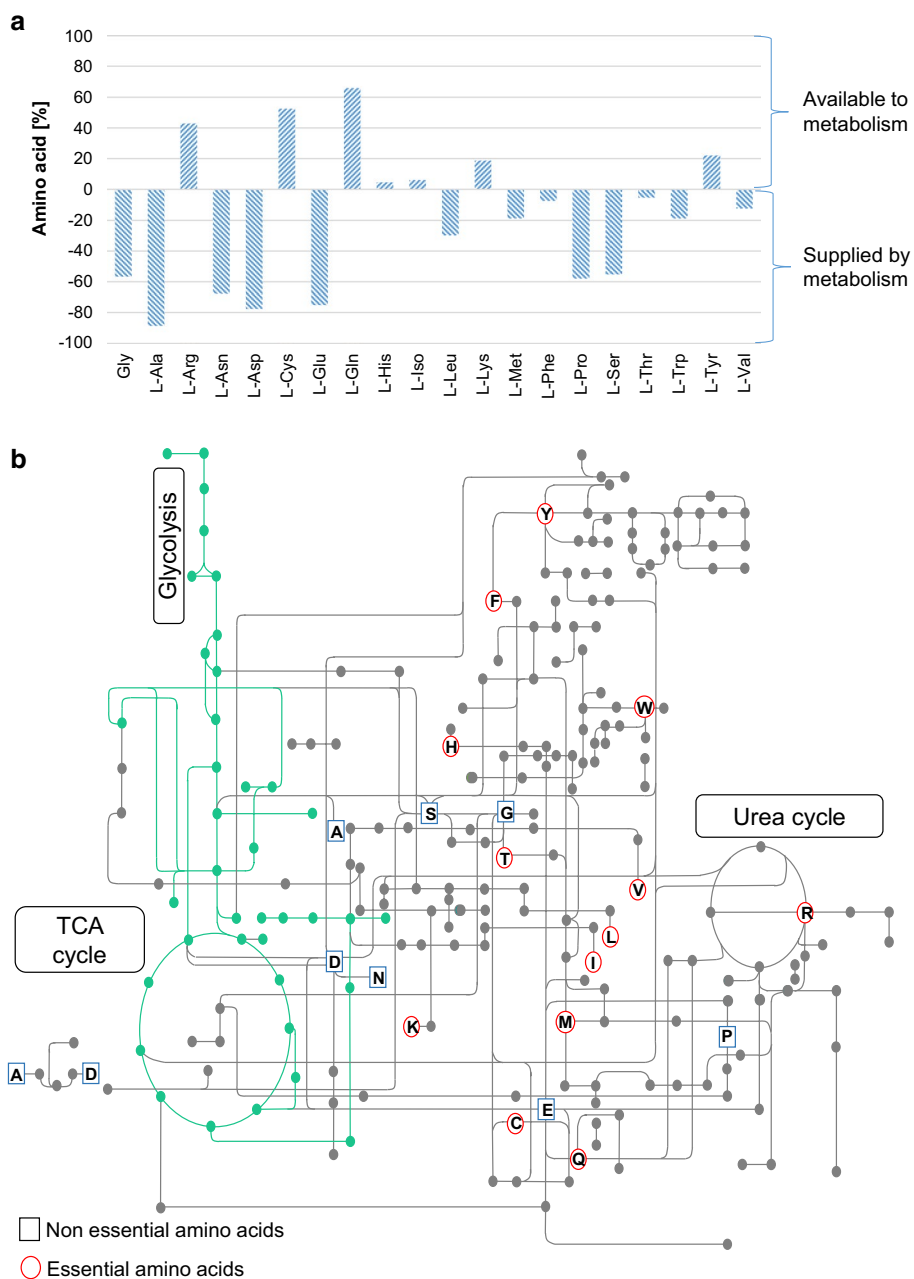 a
100
80
60
40
20
0
-20
-40
-60
-80
-100
Amino acid [%]
Available to
metabolism
Supplied by
metabolism
Gly
L-Ala
L-Arg
L-Asn
L-Asp
L-Cys
L-Glu
L-Gln
L-His
L-Iso
L-Leu
L-Lys
L-Met
L-Phe
L-Pro
L-Ser
L-Thr
L-Trp
L-Tyr
L-Val
b
Glycolysis
Y
F
W
H
S
G
A
Urea cycle
T
V
R
TCA
cycle
L
D
I
N
K
M
P
A
D
E
C
Q
Non essential amino acids
Essential amino acids